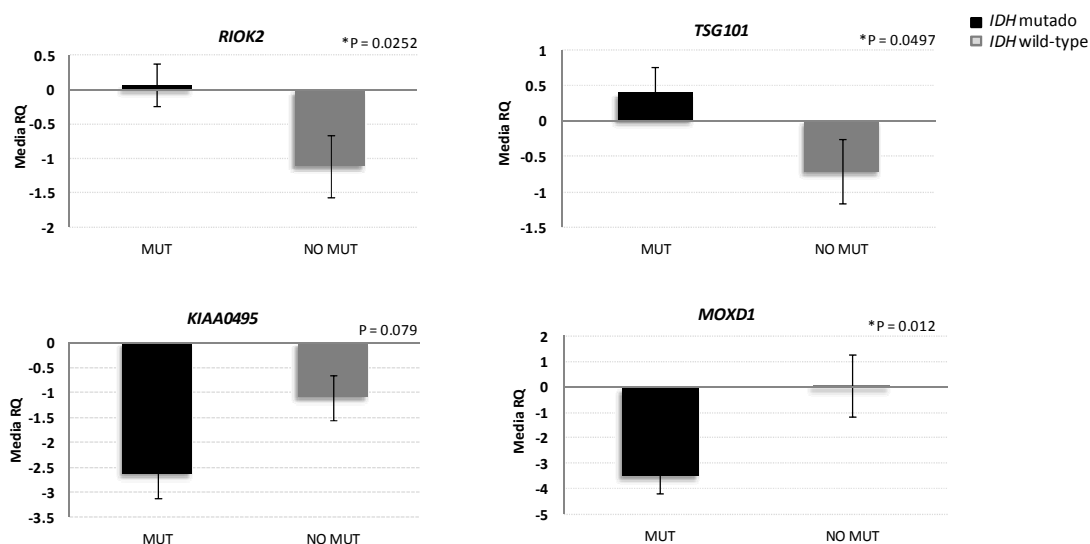 RIOK2
*P = 0.0252
Media RQ
0.5
0
-0.5
-1
-1.5
-2
MUT
NO MUT
TSG101
*P = 0.0497
Media RQ
1
0.5
0
-0.5
-1
-1.5
MUT
NO MUT
IDH mutado
IDH wild-type
KIAA0495
P = 0.079
Media RQ
0
-0.5
-1
-1.5
-2
-2.5
-3
-3.5
MUT
NO MUT
MOXD1
*P = 0.012
Media RQ
2
1
0
-1
-2
-3
-4
-5
MUT
NO MUT